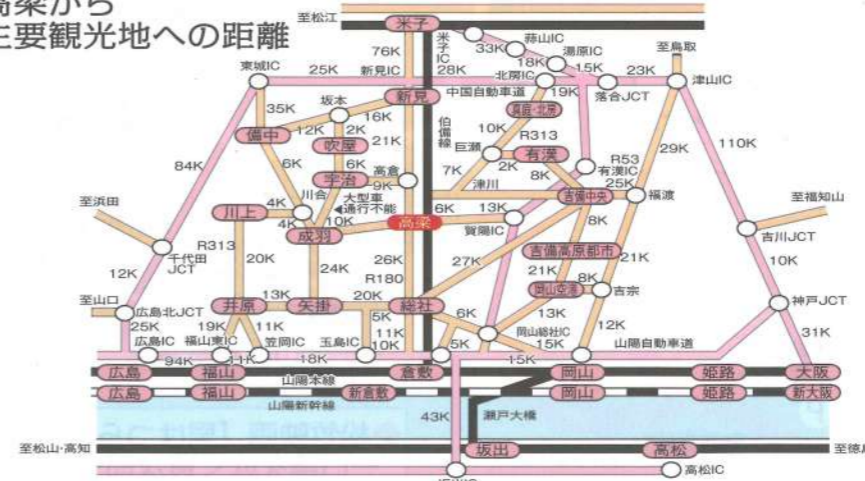 高梁から
主要観光地への距離
至松江
米子
76K
米子IC
33K
蒜山IC
18K
湯原IC
15K
至鳥取
東城IC
25K
新見IC
28K
北房IC
中国自動車道
19K
落合JCT
23K
津山IC
35K
坂本
16K
新見
真庭・北房
備中
12K
2K
21K
伯備線
10K
R313
吹屋
巨瀬
有漢
29K
110K
84K
6K
6K
宇治
高倉
9K
7K
2K
8K
R53
有漢IC
津川
25K
吉備中央
福渡
至浜田
川上
4K
川合
大型車
通行不能
4K
10K
成羽
高梁
6K
13K
賀陽IC
8K
至福知山
吉川JCT
R313
20K
千代田
JCT
24K
26K
R180
27K
吉備高原都市
21K
21K
10K
12K
岡山空港
8K
吉宗
至山口
広島北JCT
井原
13K
矢掛
20K
総社
13K
神戸JCT
25K
広島IC
19K
福山東IC
11K
笠岡IC
玉島IC
5K
11K
10K
6K
5K
岡山総社IC
15K
12K
31K
94K
11K
18K
15K
山陽自動車道
広島
福山
山陽本線
倉敷
岡山
姫路
大阪
広島
福山
山陽新幹線
新倉敷
岡山
姫路
新大阪
43K
瀬戸大橋
至松山・高知
坂出
高松
至徳島
高松IC